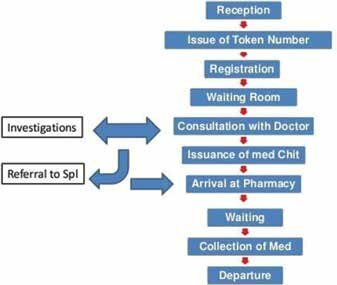 Reception
Issue of Token Number
Registration
Waiting Room
Investigations
Consultation with Doctor
Issuance of med Chit
Referral to Spl
Arrival at Pharmacy
Waiting
Collection of Med
Departure